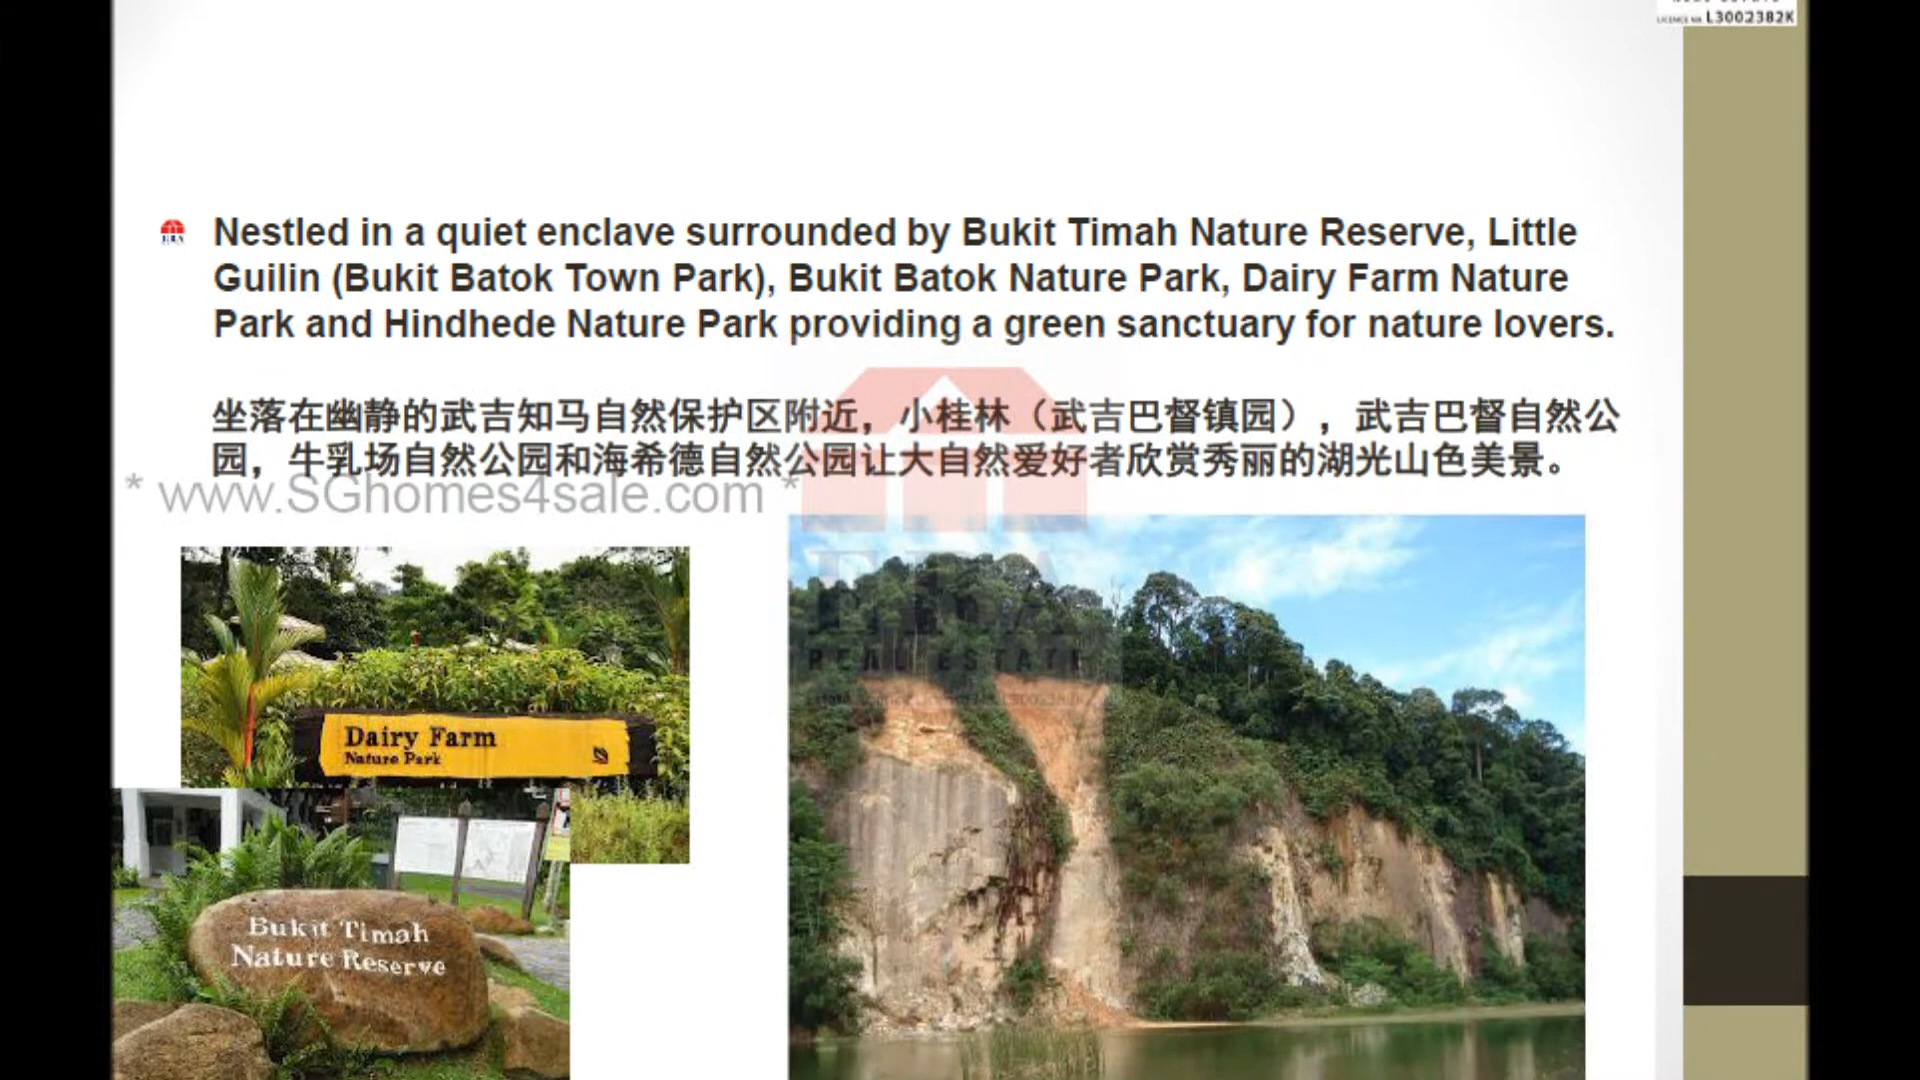 LICENCE NO. L3002382K
Nestled in a quiet enclave surrounded by Bukit Timah Nature Reserve, Little
Guilin (Bukit Batok Town Park), Bukit Batok Nature Park, Dairy Farm Nature
Park and Hindhede Nature Park providing a green sanctuary for nature lovers.
坐落在幽静的武吉知马自然保护区附近，小桂林（武吉巴督镇园），武吉巴督自然公
园，牛乳场自然公园和海希德自然公园让大自然爱好者欣赏秀丽的湖光山色美景。
* www.SGhomes4sale.com *
ERA
REAL ESTATE
Dairy Farm
Nature Park
Bukit Timah
Nature Reserve